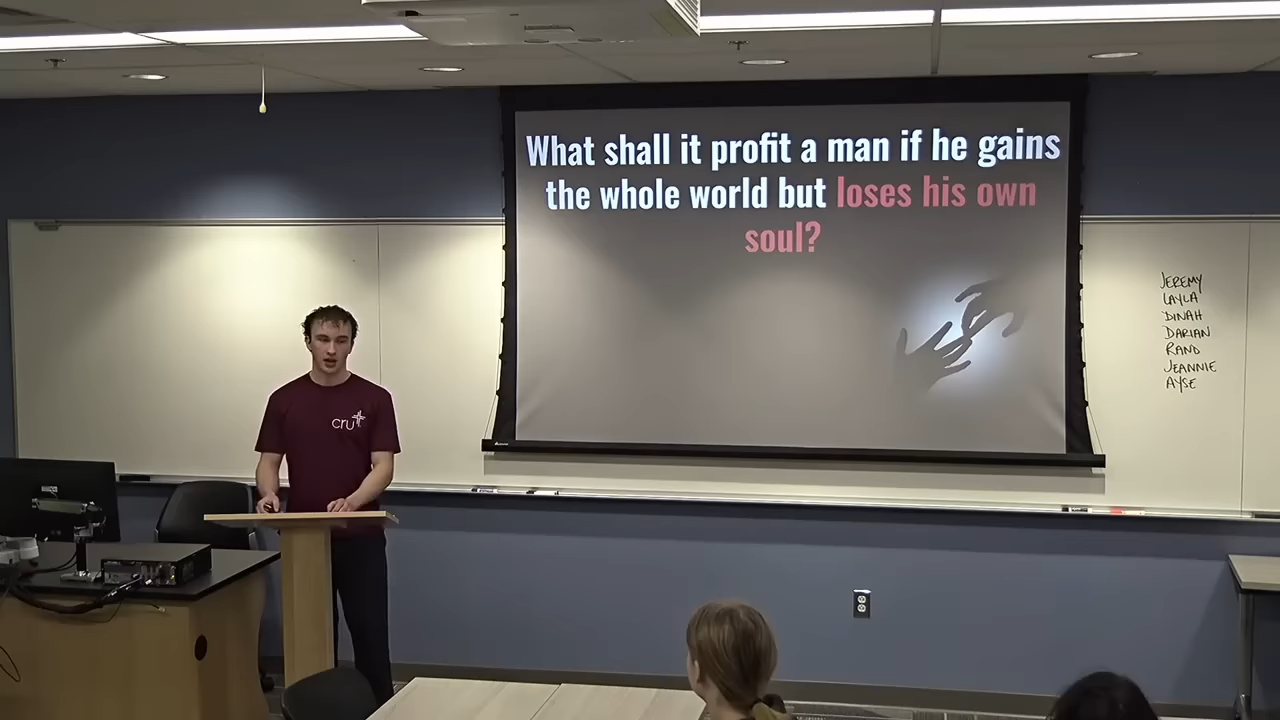 What shall it profit a man if he gains
the whole world but loses his own
soul?
JEREMY
LAYLA
DINAH
DARIAN
RAND
JEANNIE
AYSE
cru